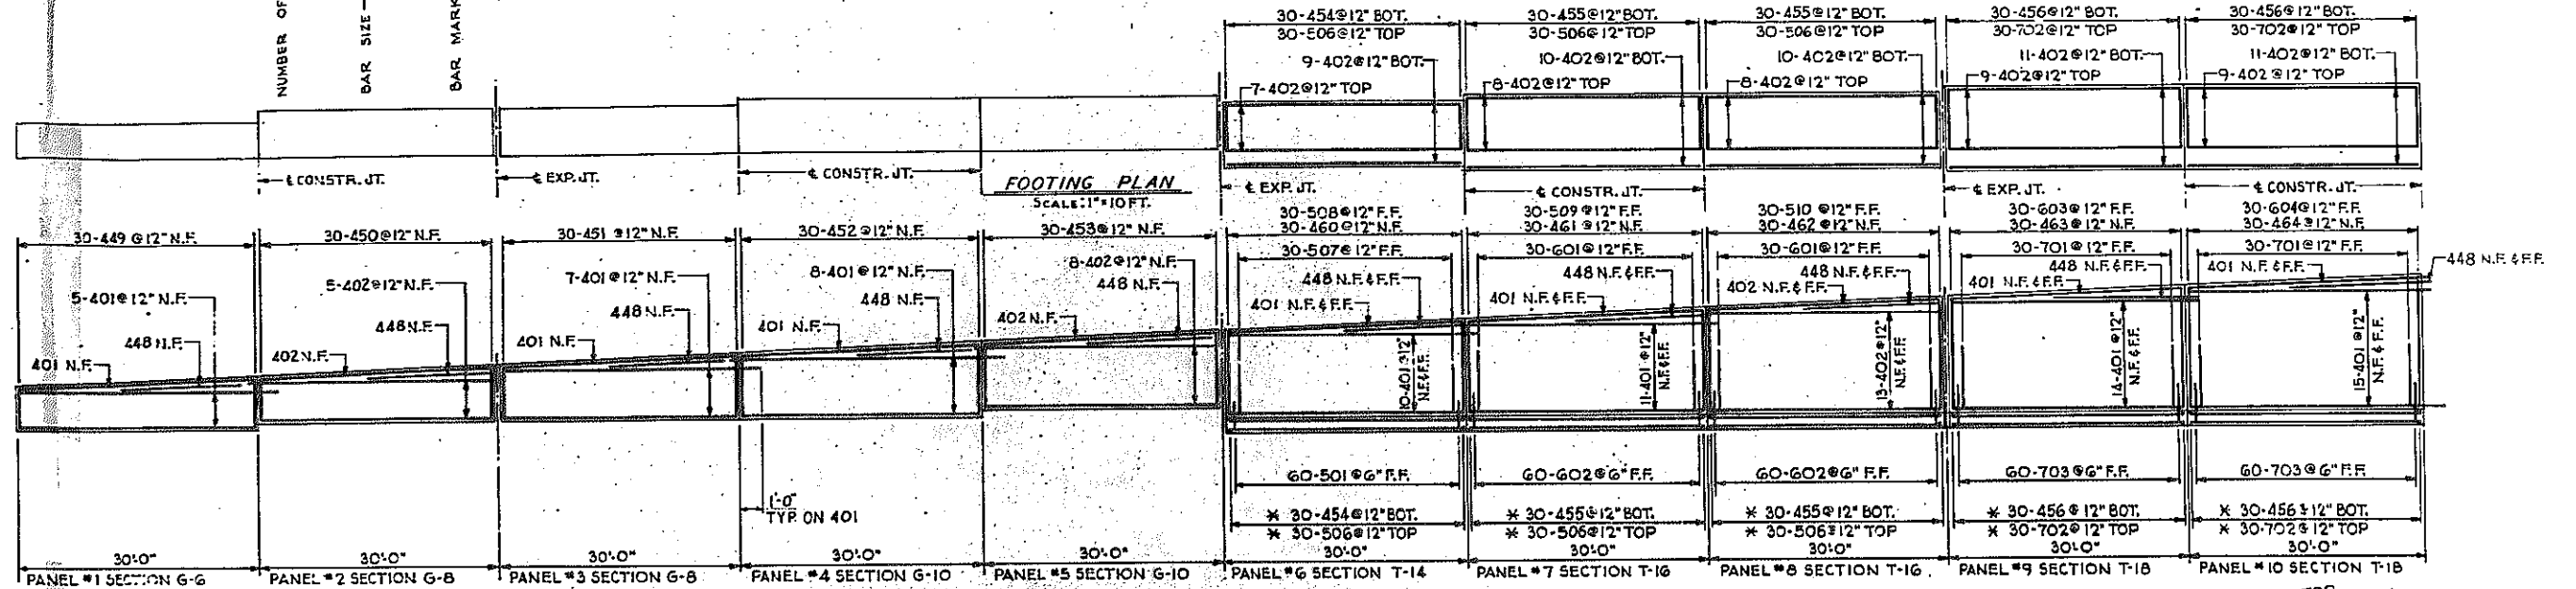 NUMBER OF
BAR SIZE
BAR MARK
30-454@12" BOT.
30-506@12" TOP
9-402@12" BOT.
7-402@12" TOP
30-455@12" BOT.
30-506@12" TOP
10-402@12" BOT.
8-402@12" TOP
30-455@12" BOT.
30-506@12" TOP
10-402@12" BOT.
8-402@12" TOP
30-456@12" BOT.
30-702@12" TOP
11-402@12" BOT.
9-402@12" TOP
30-456@12" BOT.
30-702@12" TOP
11-402@12" BOT.
9-402@12" TOP
℄ CONSTR. JT.
℄ EXP. JT.
℄ CONSTR. JT.
FOOTING PLAN
SCALE: 1"=10 FT.
℄ EXP. JT.
℄ CONSTR. JT.
℄ EXP. JT.
℄ CONSTR. JT.
30-449@12" N.F.
5-401@12" N.F.
448 N.F.
401 N.F.
30-450@12" N.F.
5-402@12" N.F.
448 N.F.
402 N.F.
30-451@12" N.F.
7-401@12" N.F.
448 N.F.
401 N.F.
30-452@12" N.F.
8-401@12" N.F.
448 N.F.
401 N.F.
30-453@12" N.F.
8-402@12" N.F.
448 N.F.
402 N.F.
30-508@12" F.F.
30-460@12" N.F.
30-507@12" F.F.
448 N.F. & F.F.
401 N.F. & F.F.
10-401@12"
N.F. & F.F.
30-509@12" F.F.
30-461@12" N.F.
30-601@12" F.F.
448 N.F. & F.F.
401 N.F. & F.F.
11-401@12"
N.F. & F.F.
30-510@12" F.F.
30-462@12" N.F.
30-601@12" F.F.
448 N.F. & F.F.
402 N.F. & F.F.
13-402@12"
N.F. & F.F.
30-603@12" F.F.
30-463@12" N.F.
30-701@12" F.F.
448 N.F. & F.F.
401 N.F. & F.F.
14-401@12"
N.F. & F.F.
30-604@12" F.F.
30-464@12" N.F.
30-701@12" F.F.
401 N.F. & F.F.
448 N.F. & F.F.
15-401@12"
N.F. & F.F.
1'-0"
TYP. ON 401
60-501@6" F.F.
60-602@6" F.F.
60-602@6" F.F.
60-703@6" F.F.
60-703@6" F.F.
* 30-454@12" BOT.
* 30-506@12" TOP
* 30-455@12" BOT.
* 30-506@12" TOP
* 30-455@12" BOT.
* 30-506@12" TOP
* 30-456@12" BOT.
* 30-702@12" TOP
* 30-456@12" BOT.
* 30-702@12" TOP
30'-0" 30'-0" 30'-0" 30'-0" 30'-0" 30'-0" 30'-0" 30'-0" 30'-0" 30'-0"
PANEL #1 SECTION G-6
PANEL #2 SECTION G-8
PANEL #3 SECTION G-8
PANEL #4 SECTION G-10
PANEL #5 SECTION G-10
PANEL #6 SECTION T-14
PANEL #7 SECTION T-16
PANEL #8 SECTION T-16
PANEL #9 SECTION T-18
PANEL #10 SECTION T-18